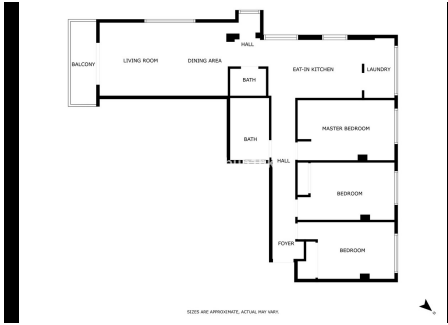 HALL
BALCONY
LIVING ROOM
DINING AREA
EAT-IN KITCHEN
LAUNDRY
BATH
MASTER BEDROOM
BATH
HALL
BEDROOM
FOYER
BEDROOM
SIZES ARE APPROXIMATE, ACTUAL MAY VARY.